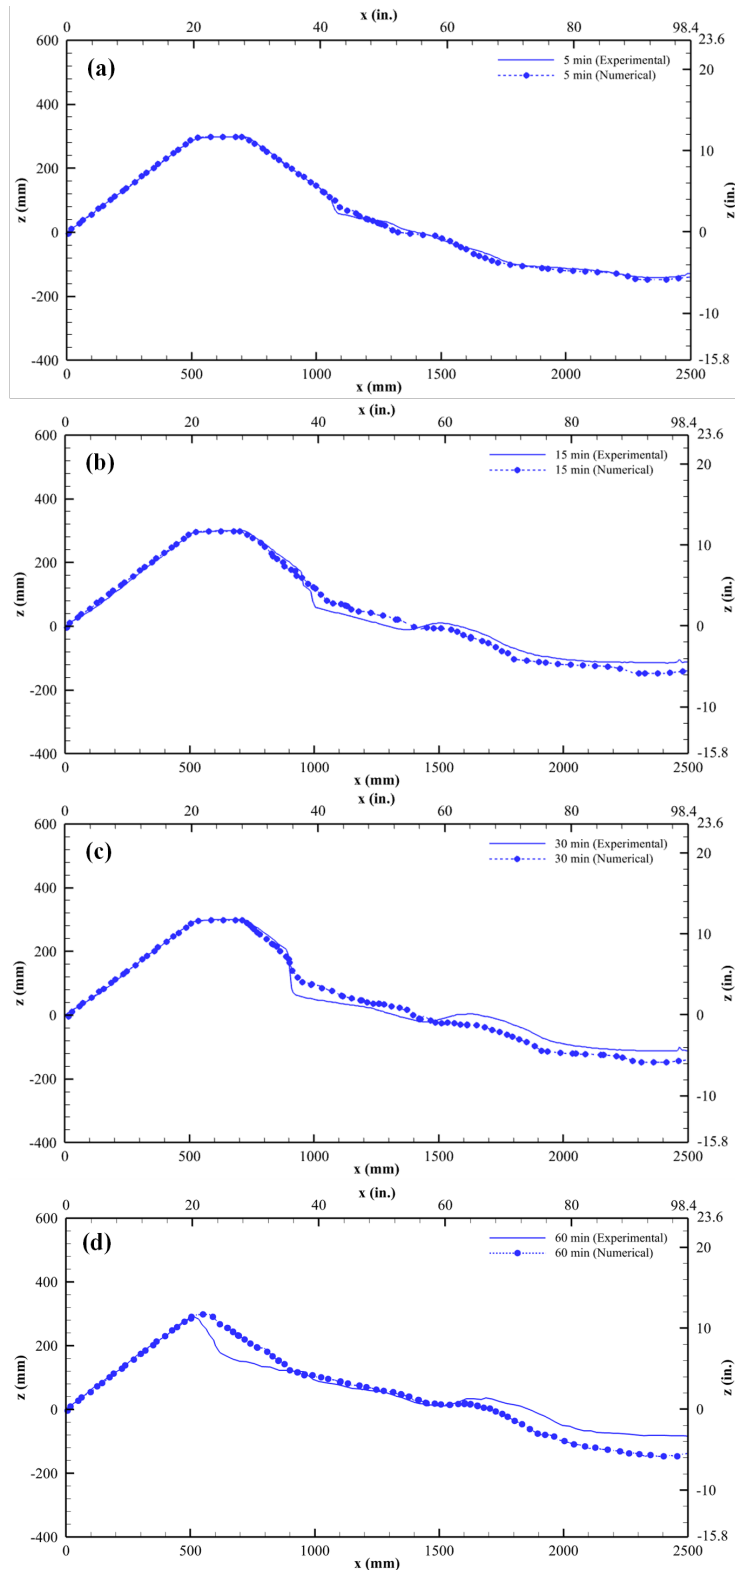 x (in.)
0 20 40 60 80 98.4
600 23.6
(a)
5 min (Experimental)
5 min (Numerical)
20
400
200 10
z (mm)
z (in.)
0 0
-200
-10
-400 -15.8
0 500 1000 1500 2000 2500
x (mm)
x (in.)
0 20 40 60 80 98.4
600 23.6
(b)
15 min (Experimental)
15 min (Numerical)
20
400
200 10
z (mm)
z (in.)
0 0
-200
-10
-400 -15.8
0 500 1000 1500 2000 2500
x (mm)
x (in.)
0 20 40 60 80 98.4
600 23.6
(c)
30 min (Experimental)
30 min (Numerical)
20
400
200 10
z (mm)
z (in.)
0 0
-200
-10
-400 -15.8
0 500 1000 1500 2000 2500
x (mm)
x (in.)
0 20 40 60 80 98.4
600 23.6
(d)
60 min (Experimental)
60 min (Numerical)
20
400
200 10
z (mm)
z (in.)
0 0
-200
-10
-400 -15.8
0 500 1000 1500 2000 2500
x (mm)